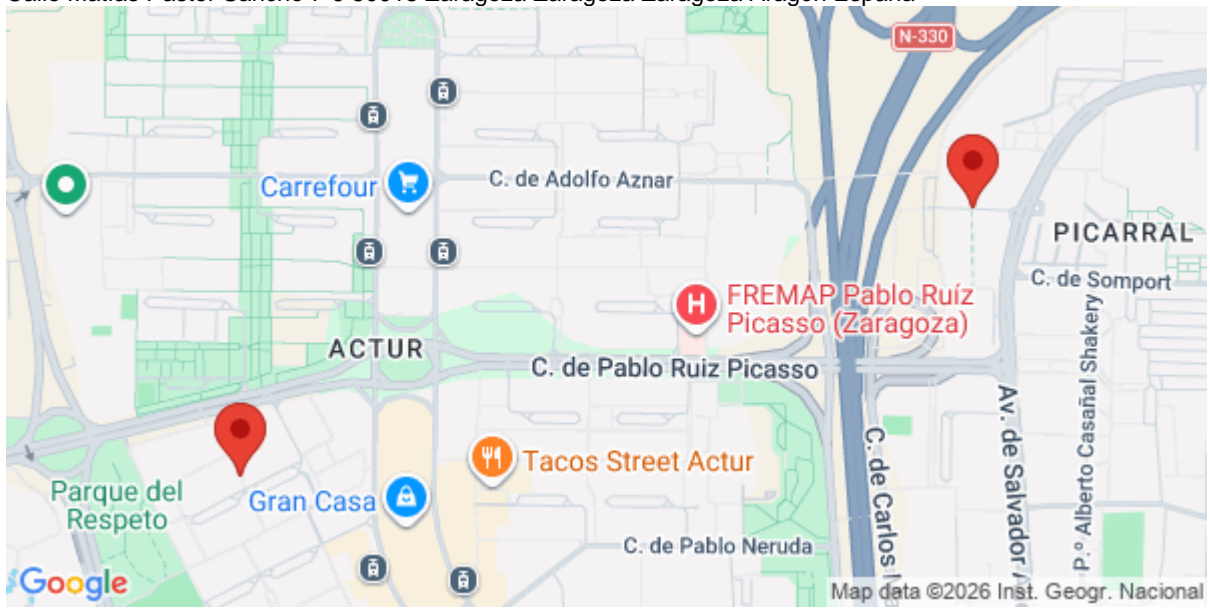 N-330
Carrefour
C. de Adolfo Aznar
PICARRAL
C. de Somport
FREMAP Pablo Ruíz
Picasso (Zaragoza)
ACTUR
C. de Pablo Ruiz Picasso
P.º Alberto Casañal Shakery
Av. de Salvador
C. de Carlos
Tacos Street Actur
Parque del
Respeto
Gran Casa
C. de Pablo Neruda
Google
Map data ©2026 Inst. Geogr. Nacional